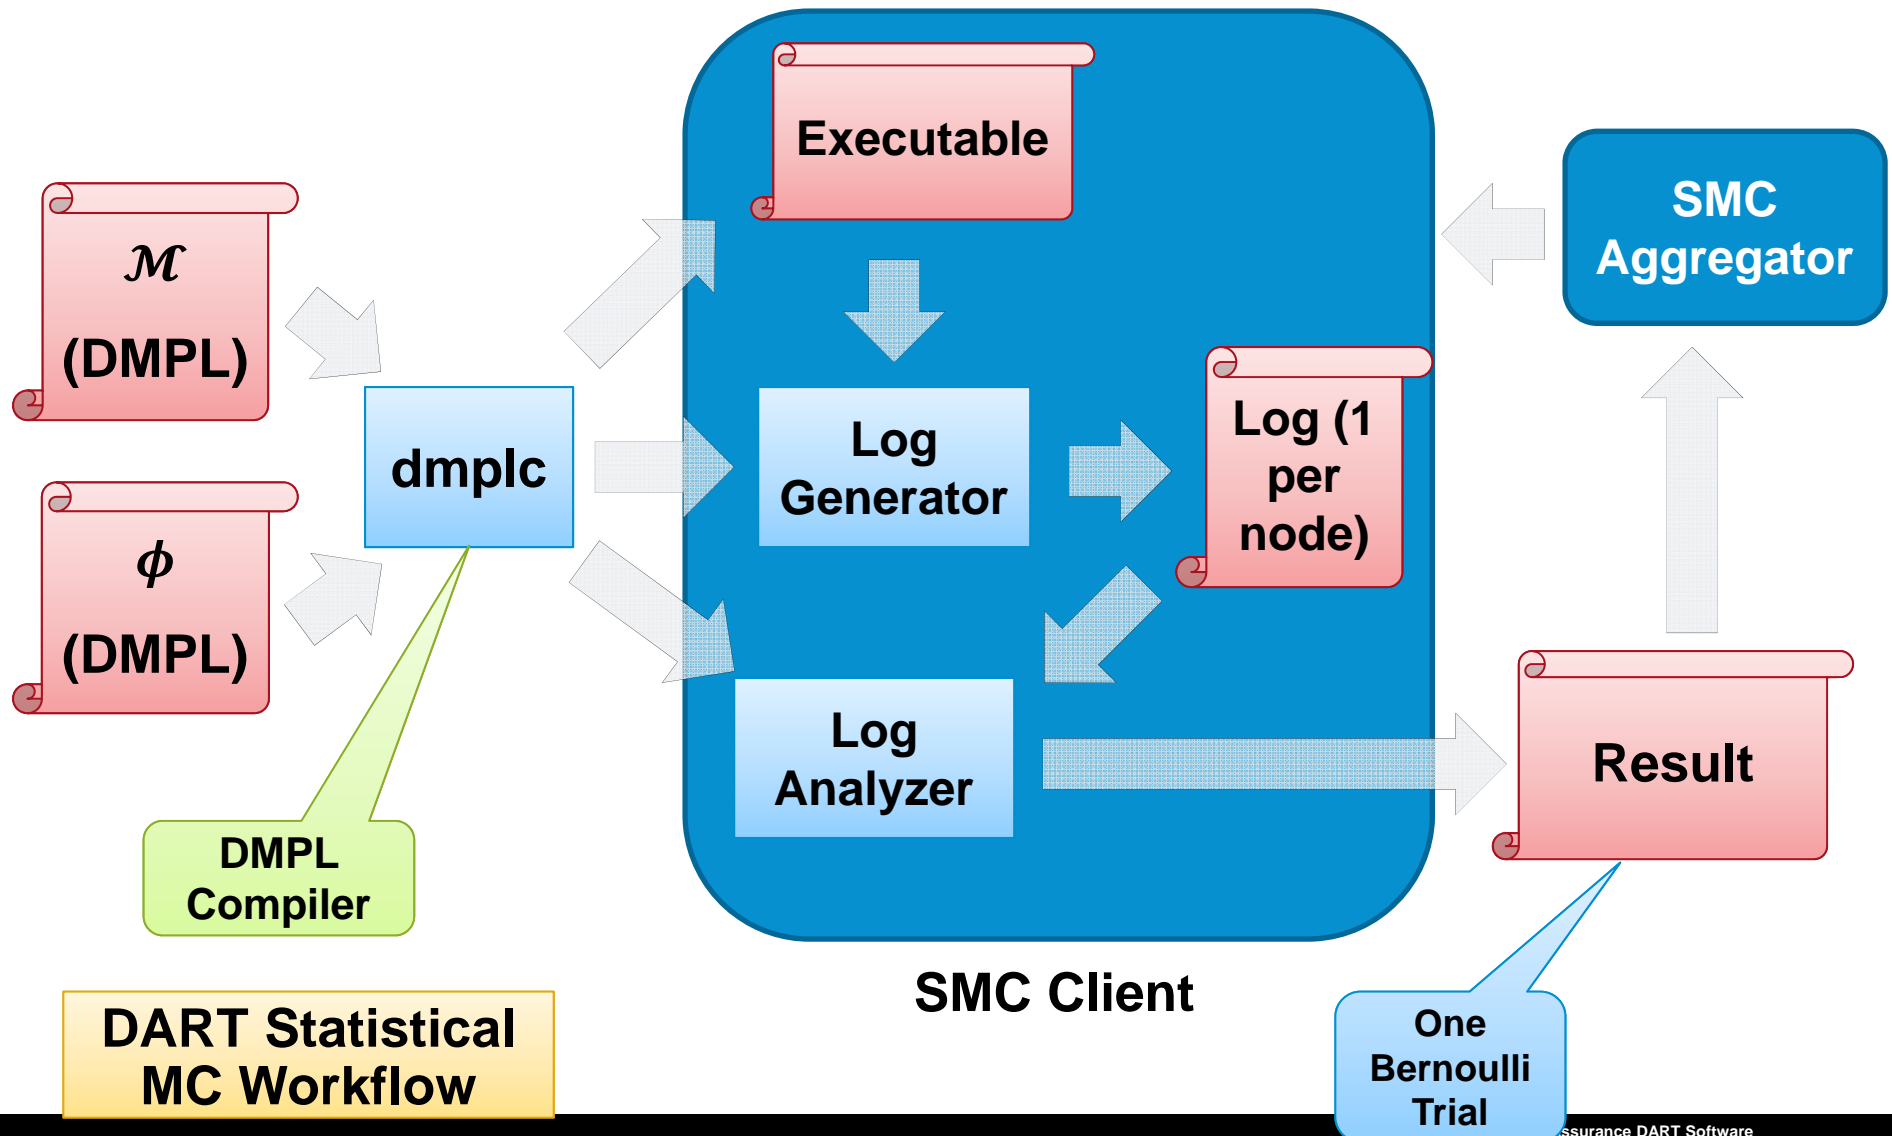 Executable
SMC
Aggregator
ℳ
(DMPL)
dmplc
Log
Generator
Log (1
per
node)
ϕ
(DMPL)
Log
Analyzer
Result
DMPL
Compiler
SMC Client
One
Bernoulli
Trial
DART Statistical
MC Workflow
DART Software